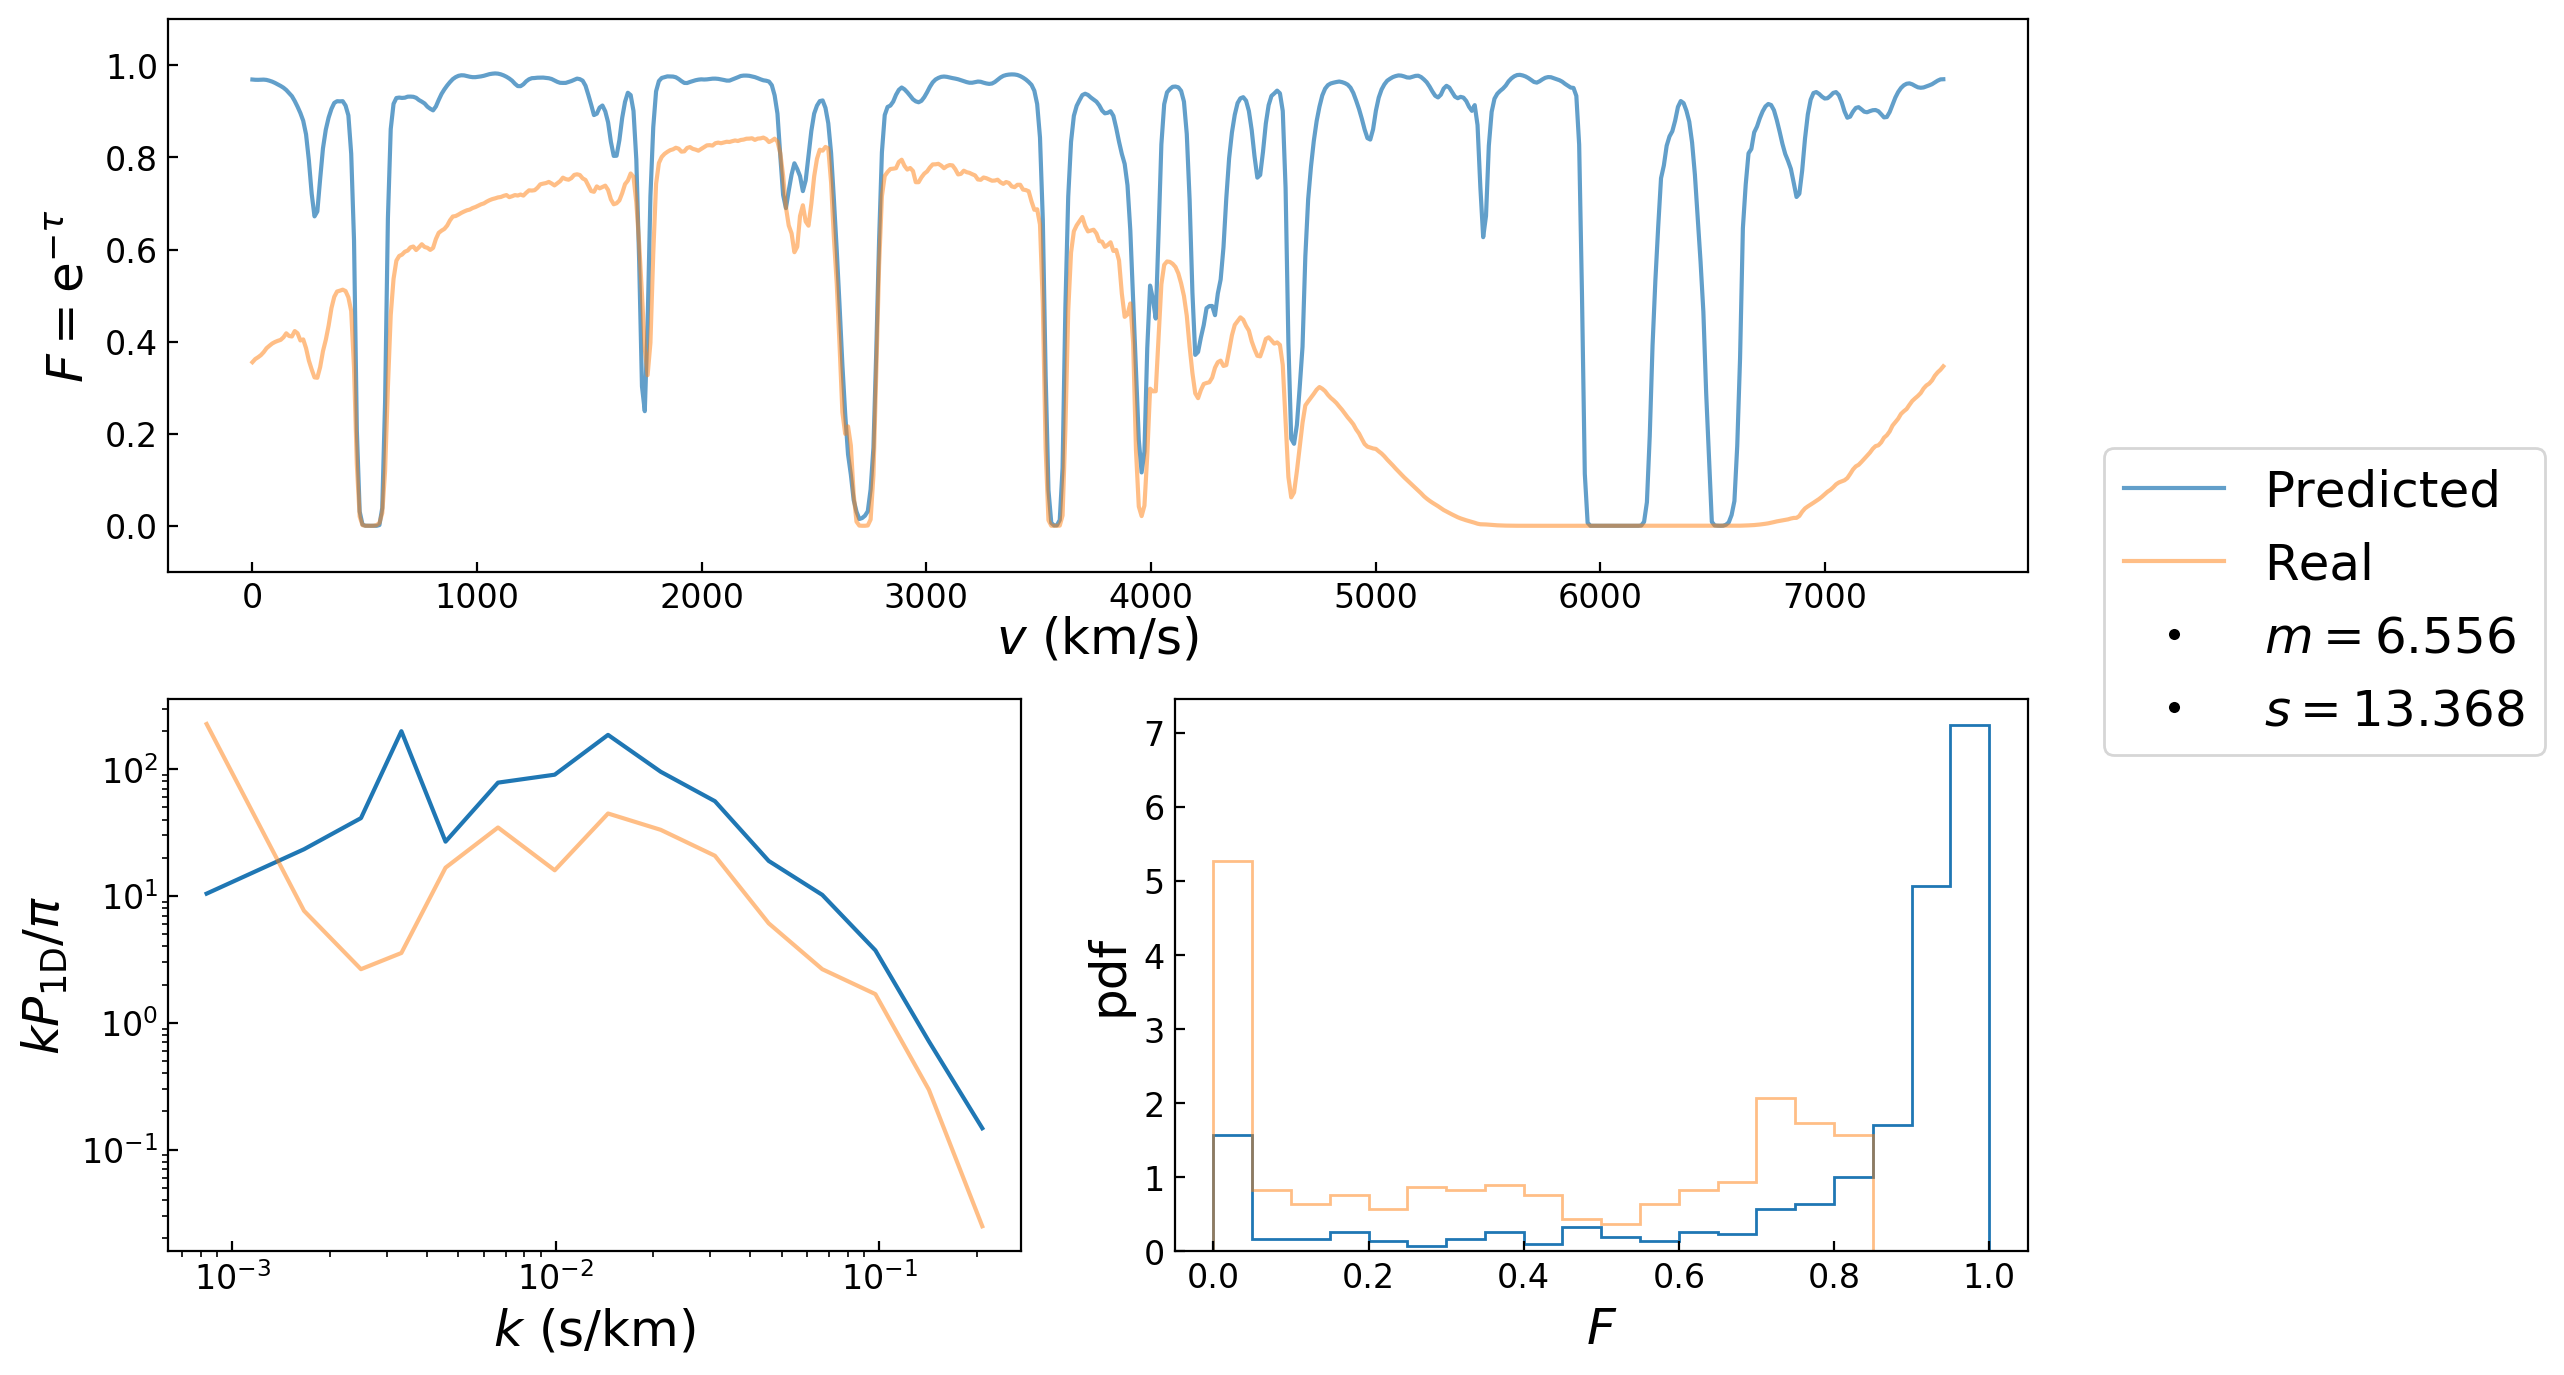 1.0
0.8
0.6
0.4
0.2
0.0
F = e^{-τ}
0 1000 2000 3000 4000 5000 6000 7000
v (km/s)
Predicted
Real
m = 6.556
s = 13.368
10^2
10^1
10^0
10^{-1}
kP_{1D}/π
10^{-3} 10^{-2} 10^{-1}
k (s/km)
7
6
5
4
3
2
1
0
pdf
0.0 0.2 0.4 0.6 0.8 1.0
F